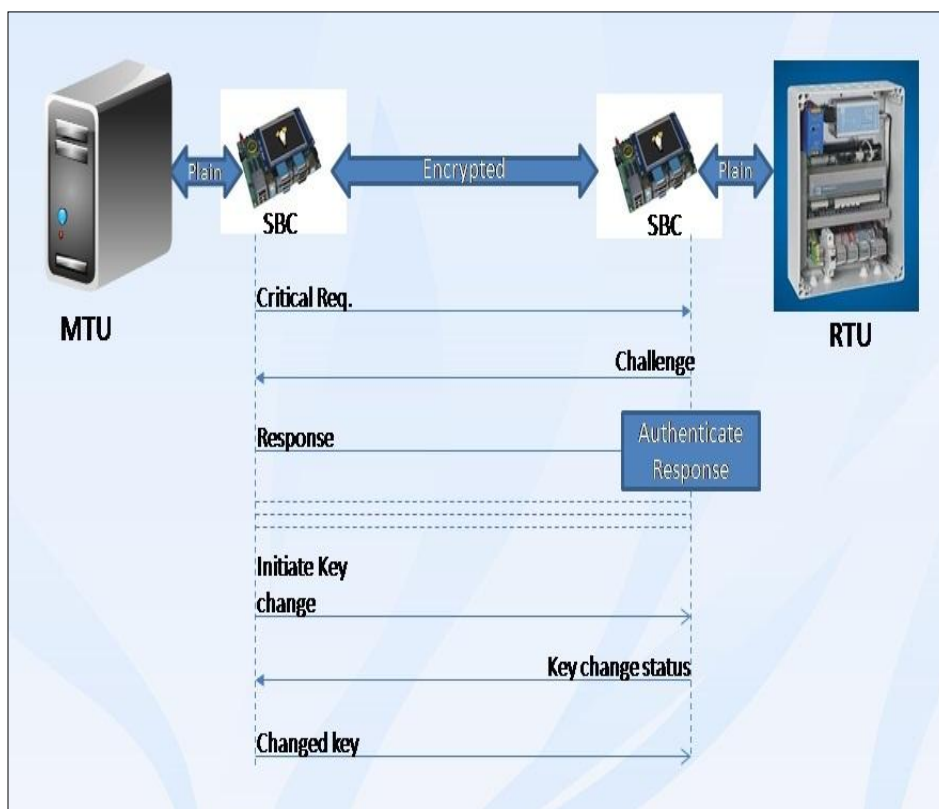 Plain
Encrypted
Plain
SBC
SBC
MTU
RTU
Critical Req.
Challenge
Response
Authenticate
Response
Initiate Key
change
Key change status
Changed key